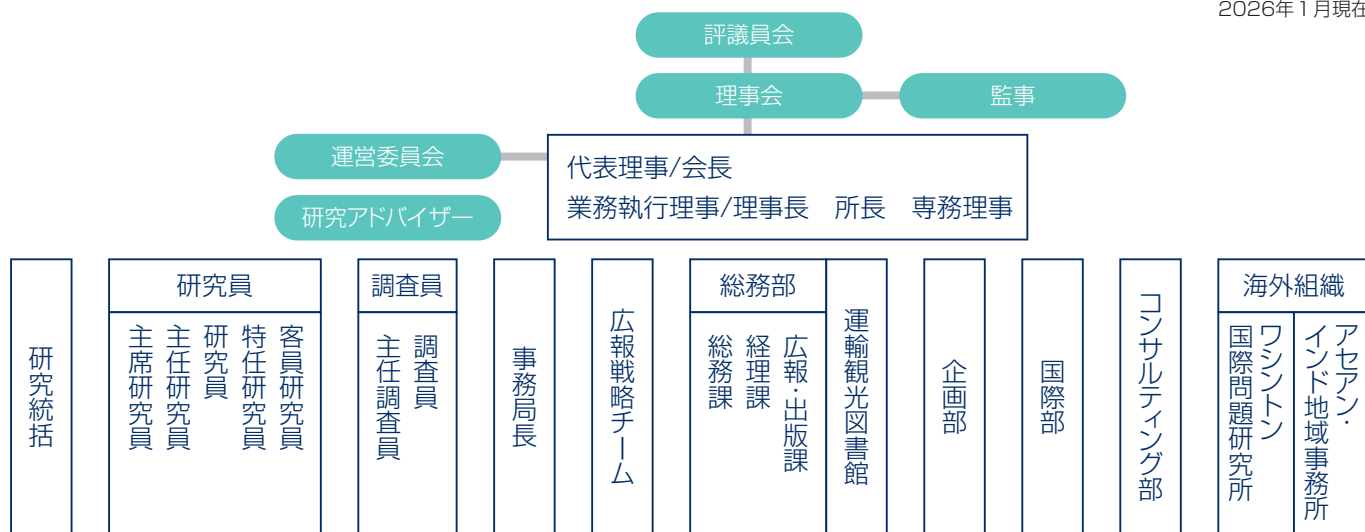 2026年1月現在
評議員会
理事会
監事
運営委員会
代表理事/会長
業務執行理事/理事長　所長　専務理事
研究アドバイザー
研究統括
研究員
主席研究員
主任研究員
研究員
特任研究員
客員研究員
調査員
主任調査員
調査員
事務局長
広報戦略チーム
総務部
総務課
経理課
広報・出版課
運輸観光図書館
企画部
国際部
コンサルティング部
海外組織
ワシントン
国際問題研究所
アセアン・
インド地域事務所